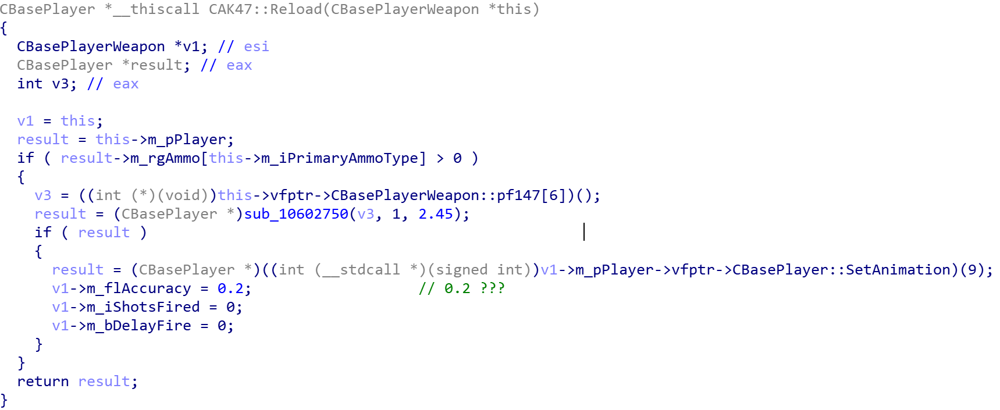 CBasePlayer *__thiscall CAK47::Reload(CBasePlayerWeapon *this)
{
  CBasePlayerWeapon *v1; // esi
  CBasePlayer *result; // eax
  int v3; // eax

  v1 = this;
  result = this->m_pPlayer;
  if ( result->m_rgAmmo[this->m_iPrimaryAmmoType] > 0 )
  {
    v3 = ((int (*)(void))this->vfptr->CBasePlayerWeapon::pf147[6])();
    result = (CBasePlayer *)sub_10602750(v3, 1, 2.45);
    if ( result )
    {
      result = (CBasePlayer *)((int (__stdcall *)(signed int))v1->m_pPlayer->vfptr->CBasePlayer::SetAnimation)(9);
      v1->m_flAccuracy = 0.2;                    // 0.2 ???
      v1->m_iShotsFired = 0;
      v1->m_bDelayFire = 0;
    }
  }
  return result;
}